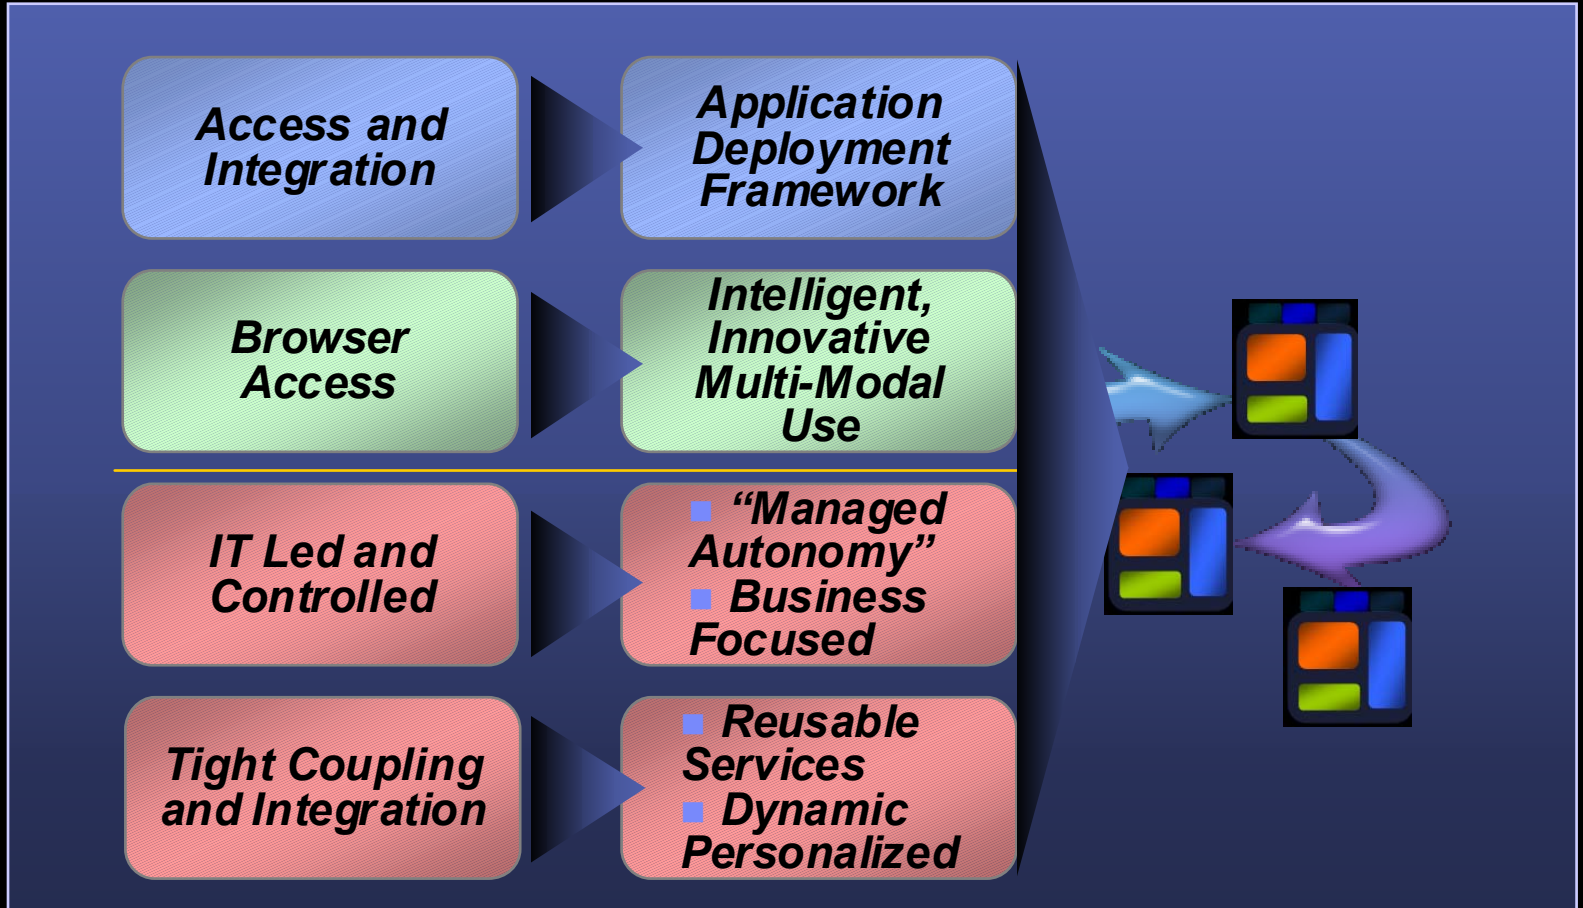 Access and
Integration
Application
Deployment
Framework
Browser
Access
Intelligent,
Innovative
Multi-Modal
Use
IT Led and
Controlled
“Managed
Autonomy”
Business
Focused
Tight Coupling
and Integration
Reusable
Services
Dynamic
Personalized